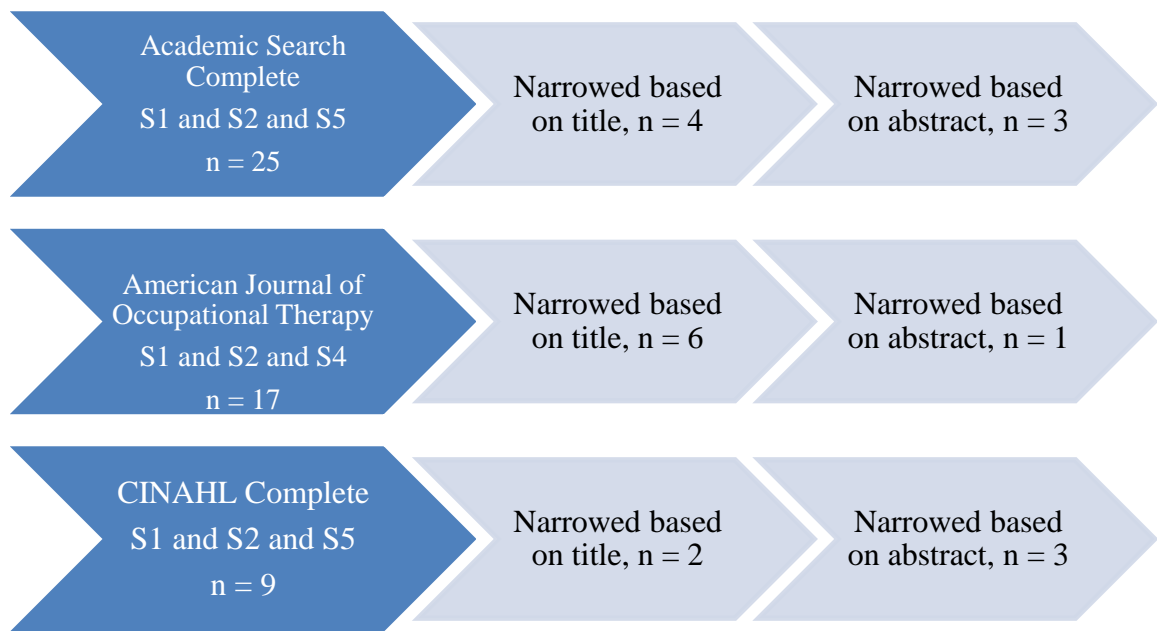 Academic Search
Complete
S1 and S2 and S5
n = 25
Narrowed based
on title, n = 4
Narrowed based
on abstract, n = 3
American Journal of
Occupational Therapy
S1 and S2 and S4
n = 17
Narrowed based
on title, n = 6
Narrowed based
on abstract, n = 1
CINAHL Complete
S1 and S2 and S5
n = 9
Narrowed based
on title, n = 2
Narrowed based
on abstract, n = 3